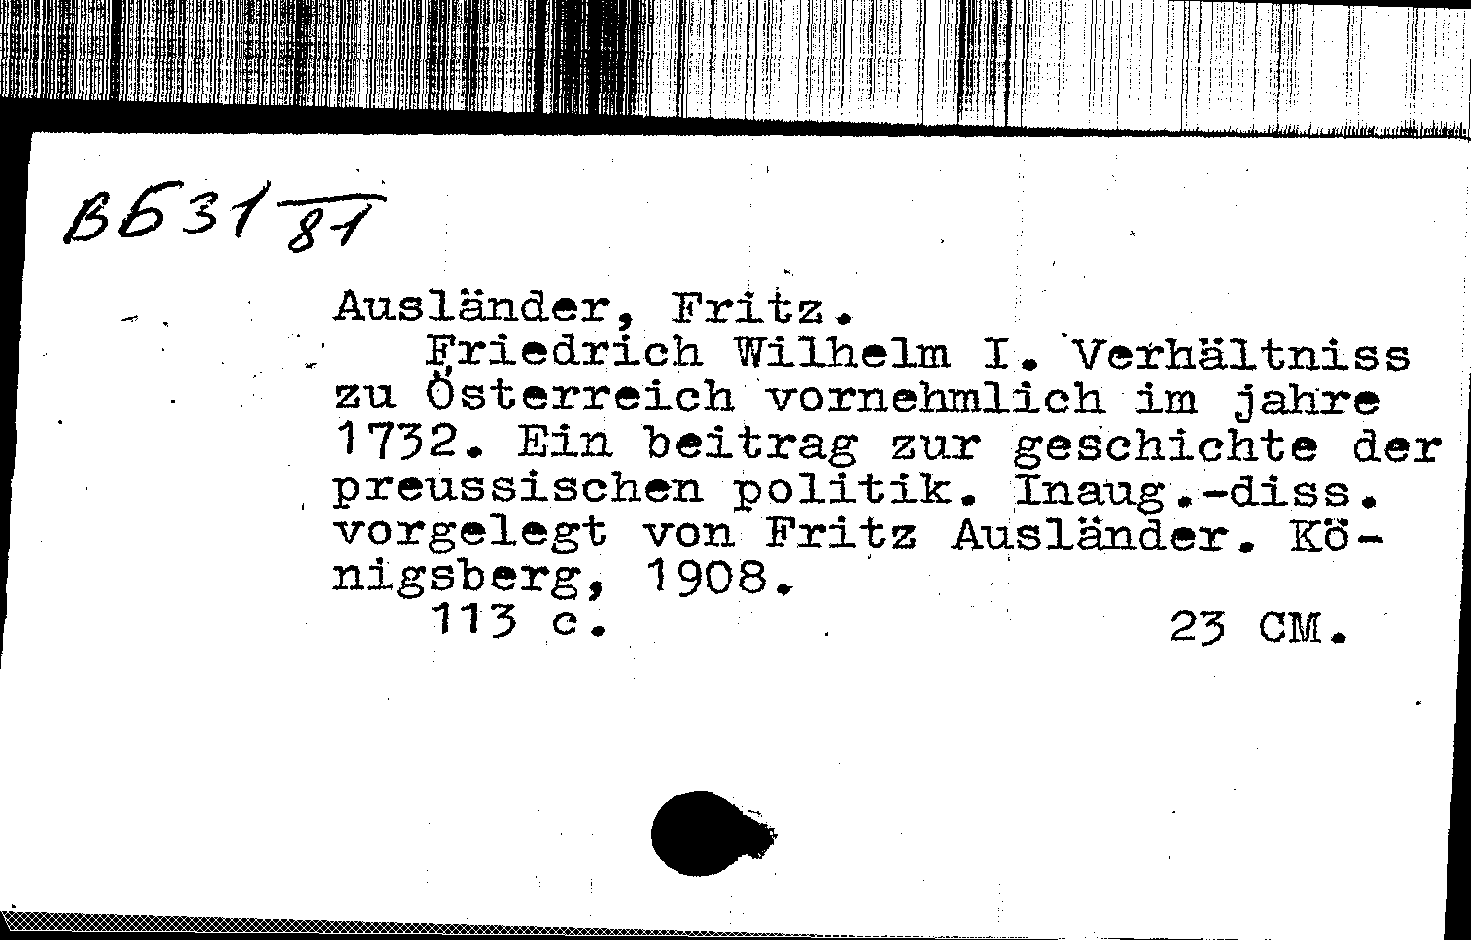 ВБ31/81
Ausländer, Fritz.
Friedrich Wilhelm I. Verhältniss
zu Österreich vornehmlich im jahre
1732. Ein beitrag zur geschichte der
preussischen politik. Inaug.-diss.
vorgelegt von Fritz Ausländer. Kö-
nigsberg, 1908.
113 c. 23 CM.